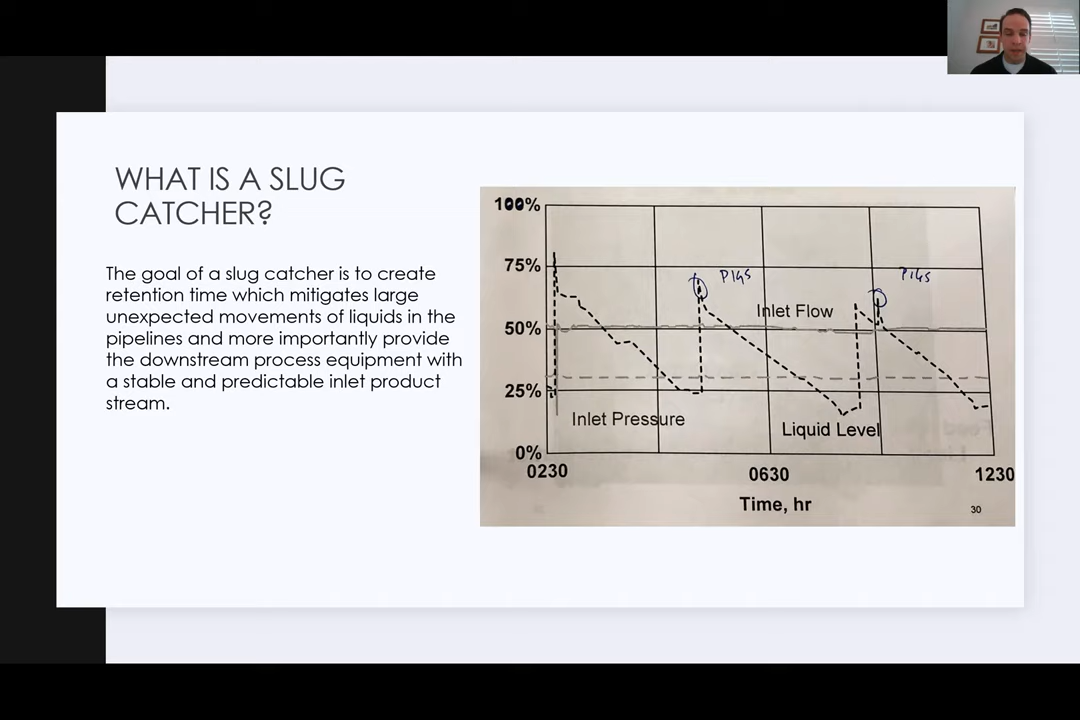 WHAT IS A SLUG
CATCHER?
The goal of a slug catcher is to create
retention time which mitigates large
unexpected movements of liquids in the
pipelines and more importantly provide
the downstream process equipment with
a stable and predictable inlet product
stream.
100%
75%
50%
25%
0%
PIGS
PIGS
Inlet Flow
Inlet Pressure
Liquid Level
0230
0630
1230
Time, hr
30